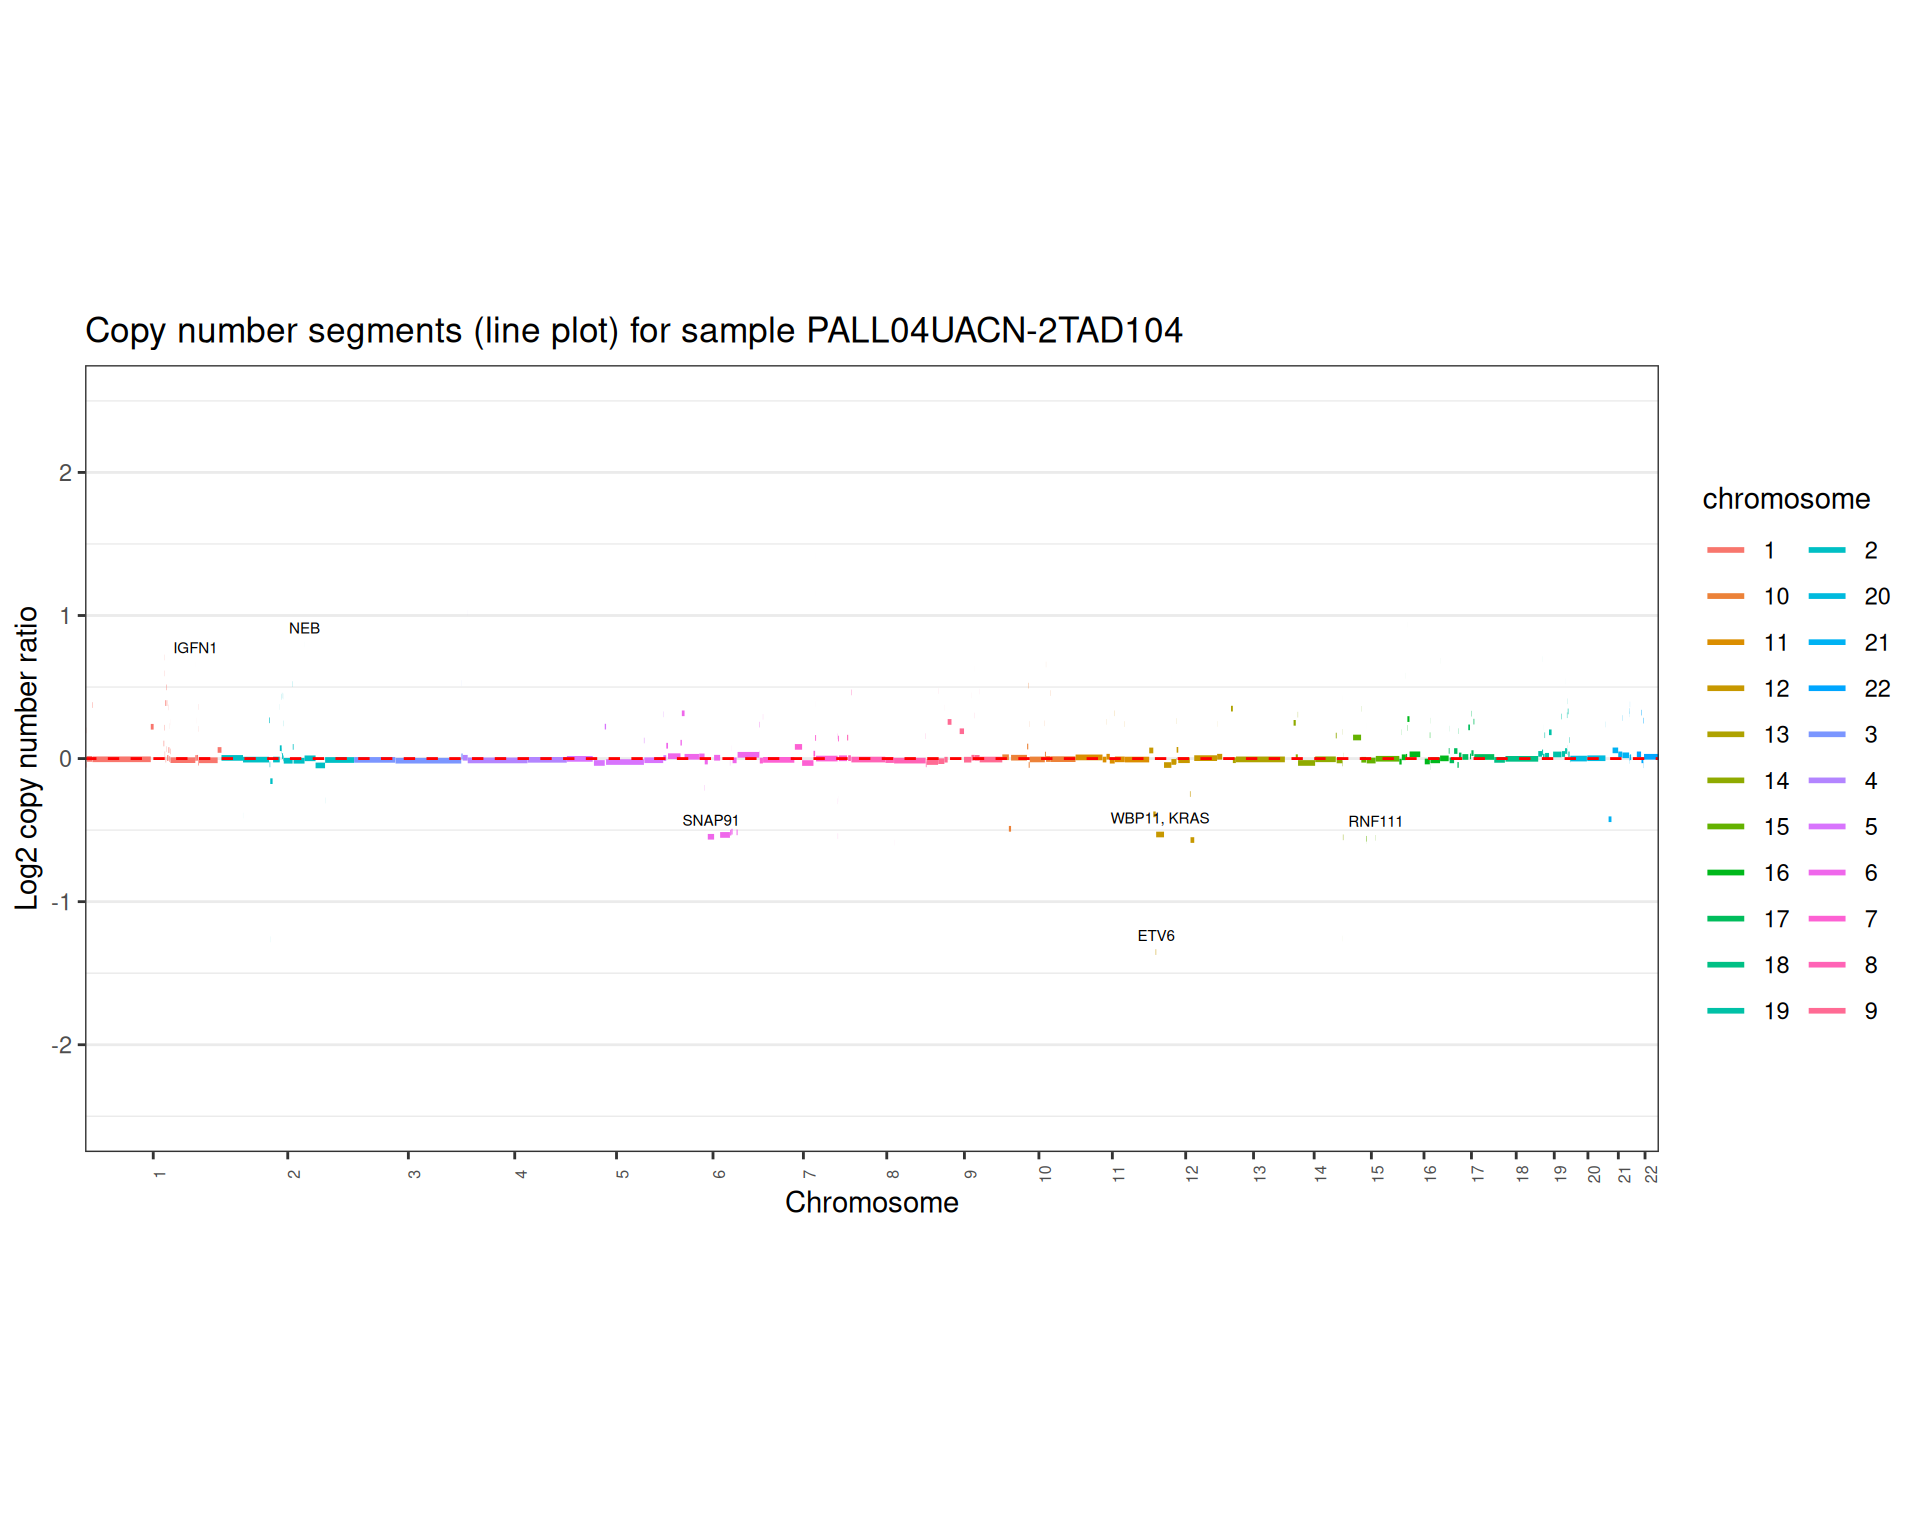 Copy number segments (line plot) for sample PALL04UACN-2TAD104
Log2 copy number ratio
2
1
0
-1
-2
NEB
IGFN1
SNAP91
WBP11, KRAS
RNF111
ETV6
1 2 3 4 5 6 7 8 9 10 11 12 13 14 15 16 17 18 19 20 21 22
Chromosome
chromosome
1 2
10 20
11 21
12 22
13 3
14 4
15 5
16 6
17 7
18 8
19 9